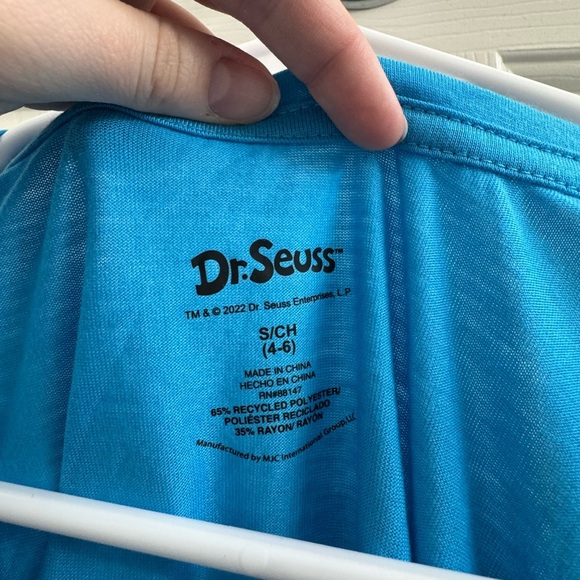 Dr.Seuss™
TM & © 2022 Dr. Seuss Enterprises, L.P.
S/CH
(4-6)
MADE IN CHINA
HECHO EN CHINA
RN#88147
65% RECYCLED POLYESTER/
POLIÉSTER RECICLADO
35% RAYON/ RAYÓN
Manufactured by MJC International Group, LLC